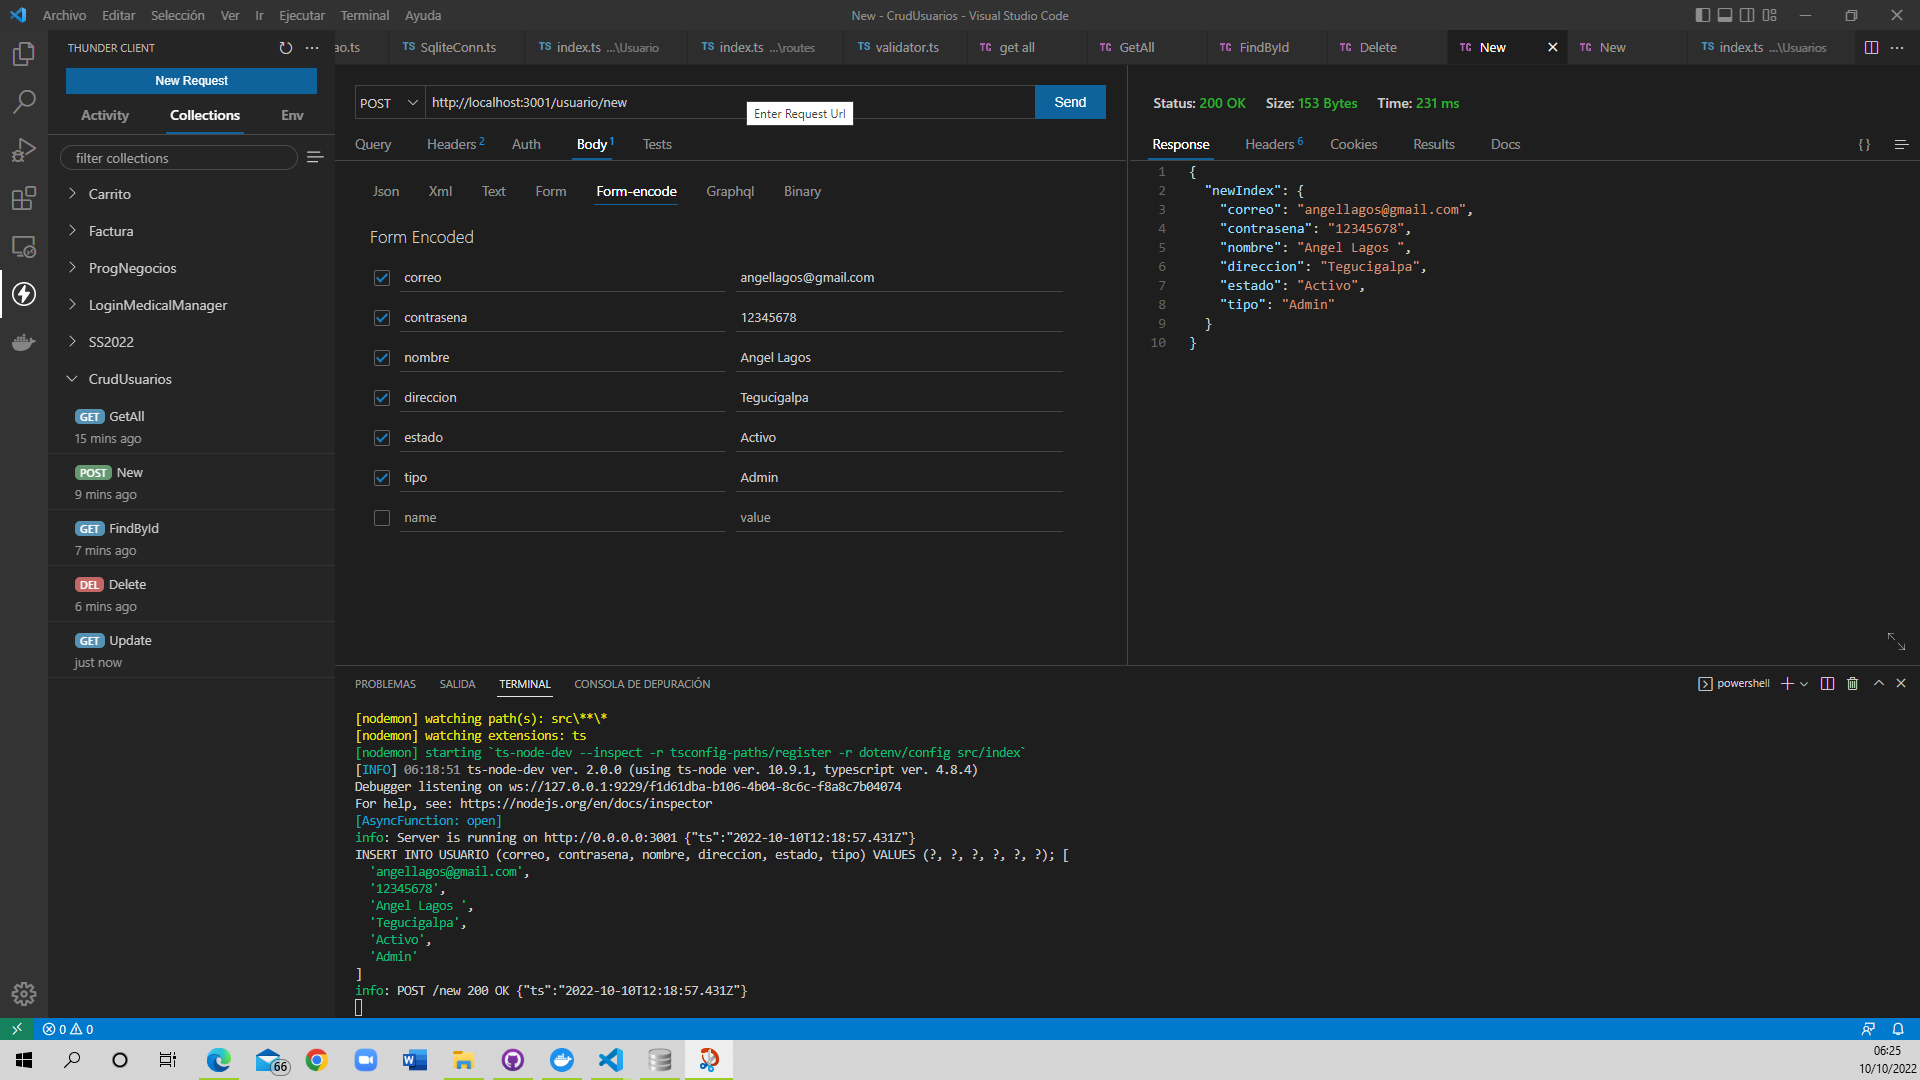 Archivo Editar Selección Ver Ir Ejecutar Terminal Ayuda
New - CrudUsuarios - Visual Studio Code
THUNDER CLIENT
New Request
Activity Collections Env
filter collections
Carrito
Factura
ProgNegocios
LoginMedicalManager
SS2022
CrudUsuarios
GET GetAll
15 mins ago
POST New
9 mins ago
GET FindById
7 mins ago
DEL Delete
6 mins ago
GET Update
just now
ao.ts TS SqliteConn.ts TS index.ts ...\Usuario TS index.ts ...\routes TS validator.ts TC get all TC GetAll TC FindById TC Delete TC New TC New TS index.ts ...\Usuarios
POST http://localhost:3001/usuario/new Send
Enter Request Url
Query Headers 2 Auth Body 1 Tests
Json Xml Text Form Form-encode Graphql Binary
Form Encoded
correo angellagos@gmail.com
contrasena 12345678
nombre Angel Lagos
direccion Tegucigalpa
estado Activo
tipo Admin
name value
Status: 200 OK Size: 153 Bytes Time: 231 ms
Response Headers 6 Cookies Results Docs { }
1 {
2 "newIndex": {
3 "correo": "angellagos@gmail.com",
4 "contrasena": "12345678",
5 "nombre": "Angel Lagos ",
6 "direccion": "Tegucigalpa",
7 "estado": "Activo",
8 "tipo": "Admin"
9 }
10 }
PROBLEMAS SALIDA TERMINAL CONSOLA DE DEPURACIÓN
powershell
[nodemon] watching path(s): src\**\*
[nodemon] watching extensions: ts
[nodemon] starting `ts-node-dev --inspect -r tsconfig-paths/register -r dotenv/config src/index`
[INFO] 06:18:51 ts-node-dev ver. 2.0.0 (using ts-node ver. 10.9.1, typescript ver. 4.8.4)
Debugger listening on ws://127.0.0.1:9229/f1d61dba-b106-4b04-8c6c-f8a8c7b04074
For help, see: https://nodejs.org/en/docs/inspector
[AsyncFunction: open]
info: Server is running on http://0.0.0.0:3001 {"ts":"2022-10-10T12:18:57.431Z"}
INSERT INTO USUARIO (correo, contrasena, nombre, direccion, estado, tipo) VALUES (?, ?, ?, ?, ?, ?); [
'angellagos@gmail.com',
'12345678',
'Angel Lagos ',
'Tegucigalpa',
'Activo',
'Admin'
]
info: POST /new 200 OK {"ts":"2022-10-10T12:18:57.431Z"}
0 0
66
06:25
10/10/2022